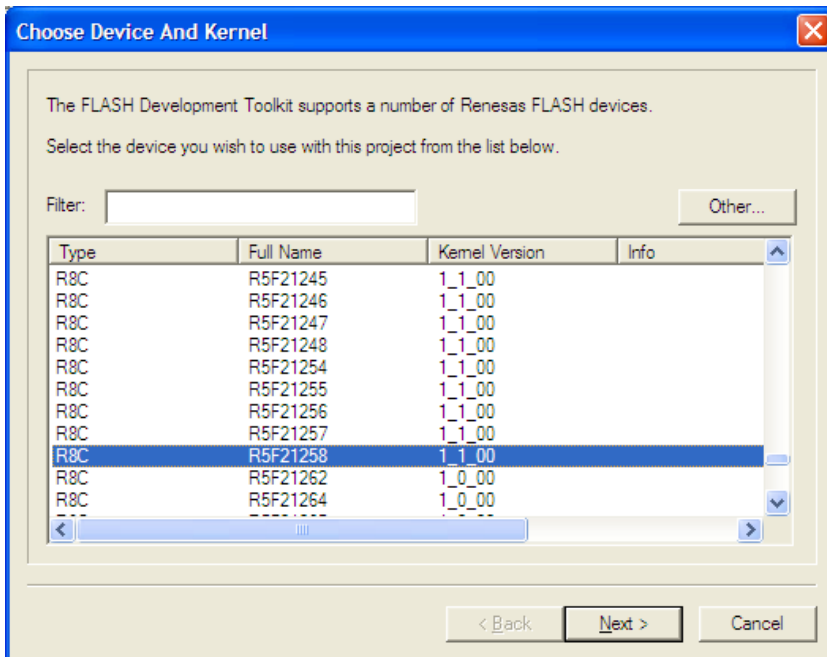 Choose Device And Kernel
The FLASH Development Toolkit supports a number of Renesas FLASH devices.
Select the device you wish to use with this project from the list below.
Filter: Other...
Type Full Name Kernel Version Info
R8C R5F21245 1_1_00
R8C R5F21246 1_1_00
R8C R5F21247 1_1_00
R8C R5F21248 1_1_00
R8C R5F21254 1_1_00
R8C R5F21255 1_1_00
R8C R5F21256 1_1_00
R8C R5F21257 1_1_00
R8C R5F21258 1_1_00
R8C R5F21262 1_0_00
R8C R5F21264 1_0_00
< Back Next > Cancel